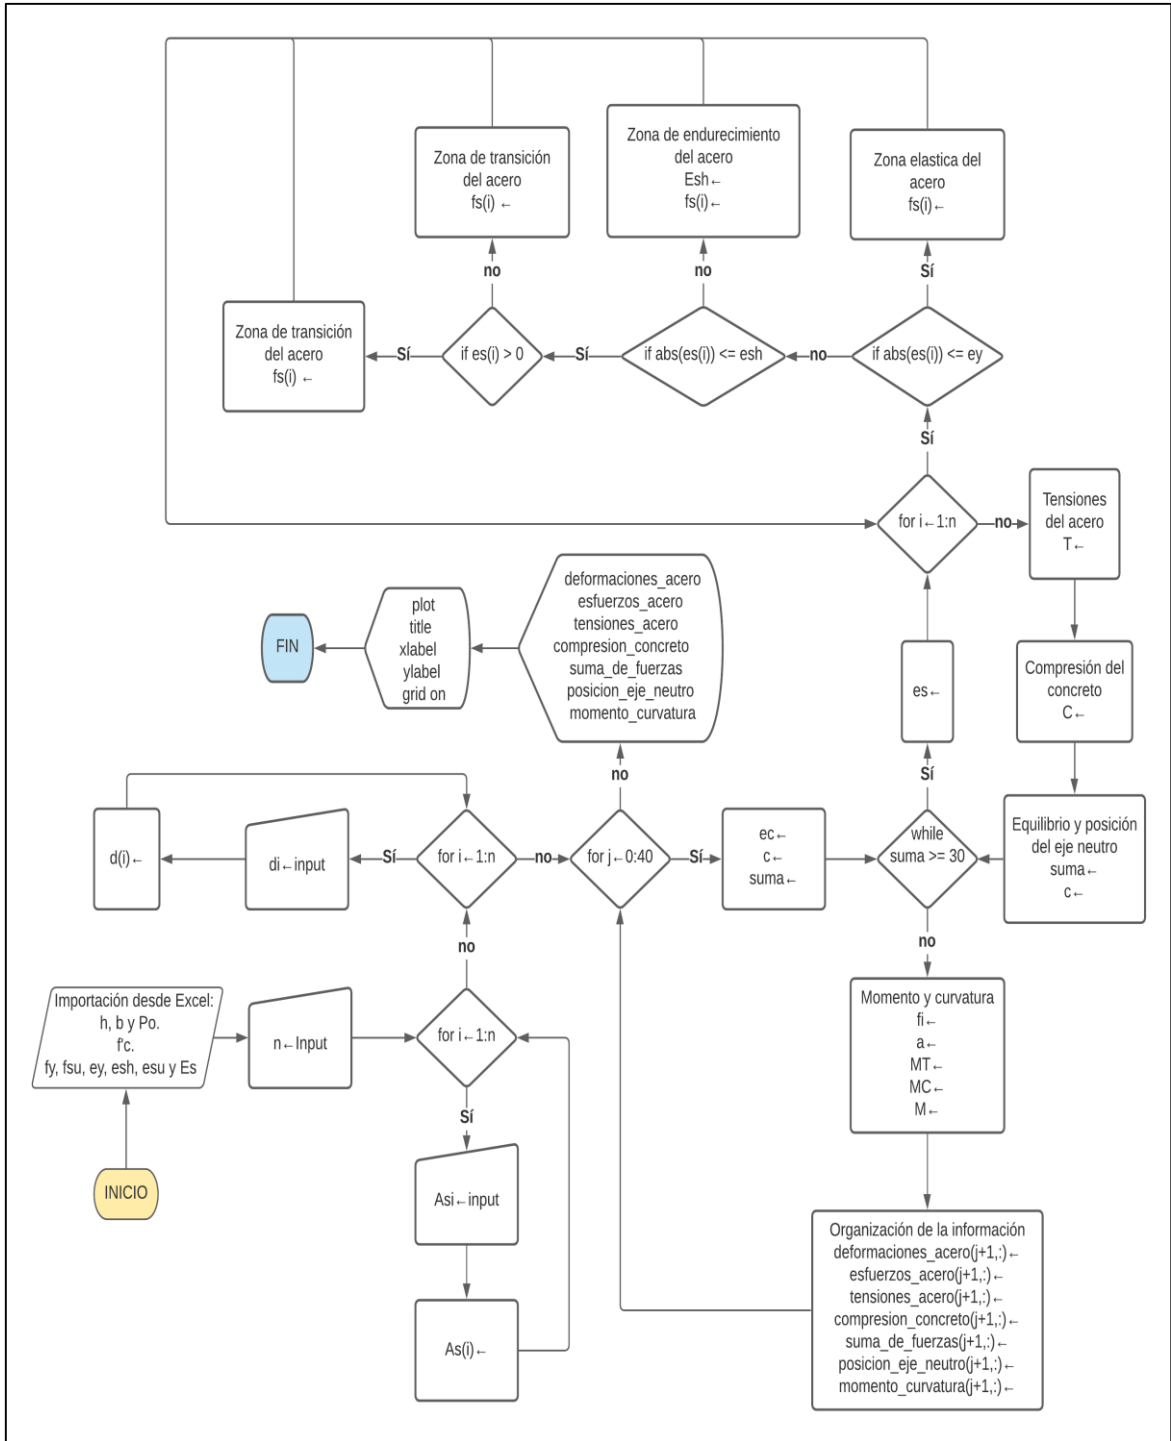 Zona de transición
del acero
fs(i) ←
Zona de endurecimiento
del acero
Esh←
fs(i)←
Zona elastica del
acero
fs(i)←
no
no
Sí
Zona de transición
del acero
fs(i) ←
Sí
if es(i) > 0
Sí
if abs(es(i)) <= esh
no
if abs(es(i)) <= ey
Sí
for i←1:n
no
Tensiones
del acero
T←
FIN
plot
title
xlabel
ylabel
grid on
deformaciones_acero
esfuerzos_acero
tensiones_acero
compresion_concreto
suma_de_fuerzas
posicion_eje_neutro
momento_curvatura
es←
Compresión del
concreto
C←
no
Sí
d(i)←
di←input
Sí
for i←1:n
no
for j←0:40
Sí
ec←
c←
suma←
while
suma >= 30
Equilibrio y posición
del eje neutro
suma←
c←
no
no
Importación desde Excel:
h, b y Po.
f'c.
fy, fsu, ey, esh, esu y Es
n←Input
for i←1:n
Momento y curvatura
fi←
a←
MT←
MC←
M←
Sí
INICIO
Asi←input
As(i)←
Organización de la información
deformaciones_acero(j+1,:)←
esfuerzos_acero(j+1,:)←
tensiones_acero(j+1,:)←
compresion_concreto(j+1,:)←
suma_de_fuerzas(j+1,:)←
posicion_eje_neutro(j+1,:)←
momento_curvatura(j+1,:)←